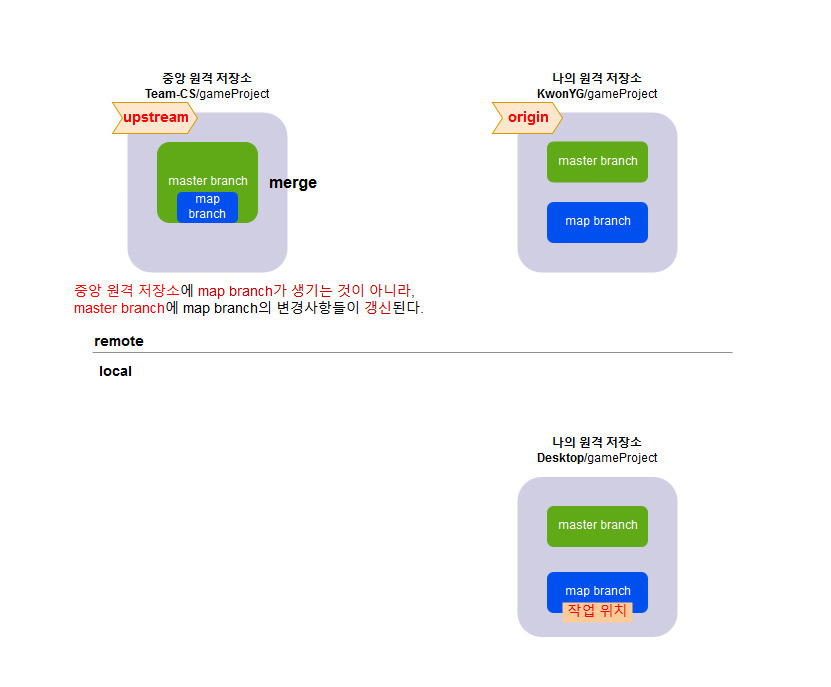 중앙 원격 저장소
Team-CS/gameProject
upstream
master branch
map
branch
merge
나의 원격 저장소
KwonYG/gameProject
origin
master branch
map branch
중앙 원격 저장소에 map branch가 생기는 것이 아니라,
master branch에 map branch의 변경사항들이 갱신된다.
remote
local
나의 원격 저장소
Desktop/gameProject
master branch
map branch
작업 위치